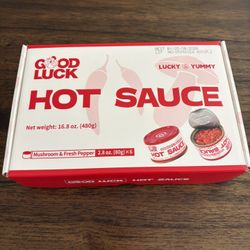 GOOD
LUCK
LUCKY YUMMY
HOT SAUCE
Net weight: 16.8 oz. (480g)
Mushroom & Fresh Pepper 2.8 oz. (80g) × 6
HOT SAUCE
GOOD LUCK HOT SAUCE